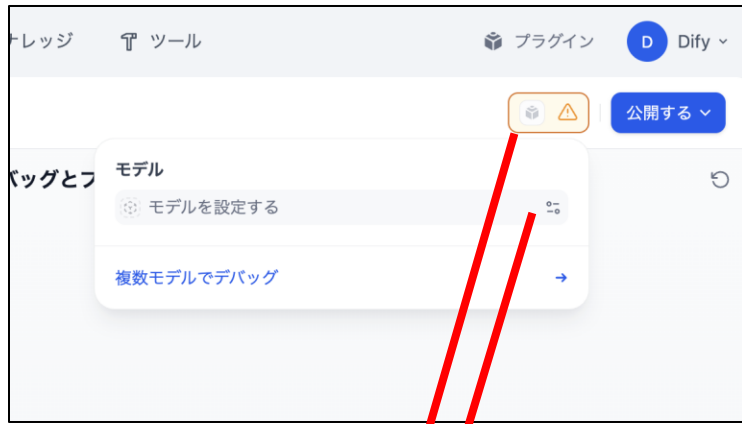 ナレッジ ツール プラグイン D Dify
公開する
バッグとプ
モデル
モデルを設定する
複数モデルでデバッグ →